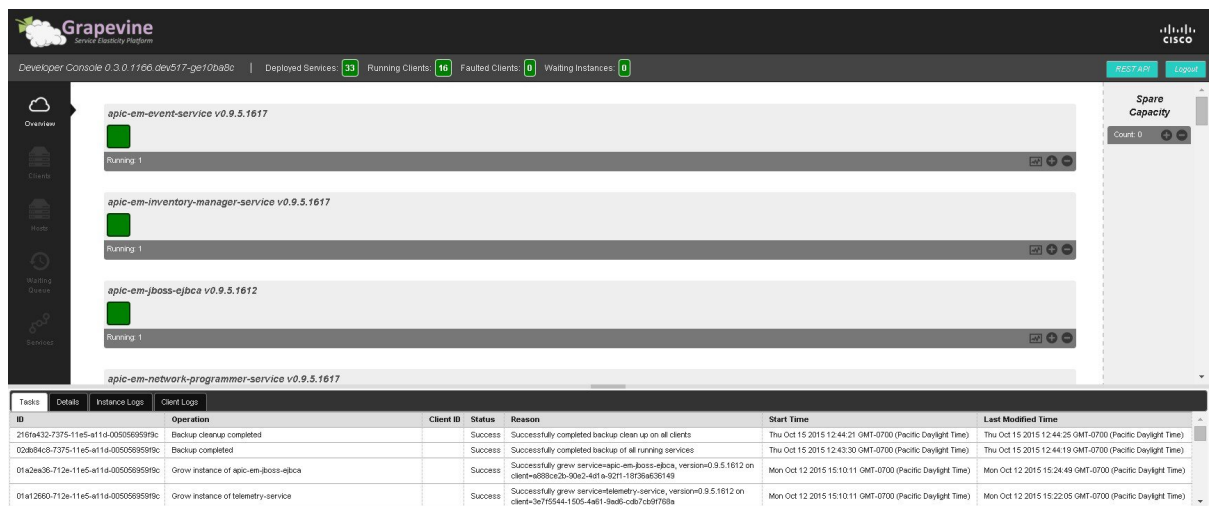 Grapevine
Service Elasticity Platform
CISCO
Developer Console 0.3.0.1166.dev517-ge10ba8c | Deployed Services: 33 Running Clients: 16 Faulted Clients: 0 Waiting Instances: 0 REST API Logout
Overview
Clients
Hosts
Waiting
Queue
Services
apic-em-event-service v0.9.5.1617
Running: 1
apic-em-inventory-manager-service v0.9.5.1617
Running: 1
apic-em-jboss-ejbca v0.9.5.1612
Running: 1
apic-em-network-programmer-service v0.9.5.1617
Spare
Capacity
Count: 0
Tasks Details Instance Logs Client Logs
ID Operation Client ID Status Reason Start Time Last Modified Time
216fa432-7375-11e5-a11d-005056959f9c Backup cleanup completed Success Successfully completed backup clean up on all clients Thu Oct 15 2015 12:44:21 GMT-0700 (Pacific Daylight Time) Thu Oct 15 2015 12:44:25 GMT-0700 (Pacific Daylight Time)
02db84c8-7375-11e5-a11d-005056959f9c Backup completed Success Successfully completed backup of all running services Thu Oct 15 2015 12:43:30 GMT-0700 (Pacific Daylight Time) Thu Oct 15 2015 12:44:19 GMT-0700 (Pacific Daylight Time)
01a2ea36-712e-11e5-a11d-005056959f9c Grow instance of apic-em-jboss-ejbca Success Successfully grew service=apic-em-jboss-ejbca, version=0.9.5.1612 on
client=a888ce2b-90e2-4d1a-92f1-18f36a636149 Mon Oct 12 2015 15:10:11 GMT-0700 (Pacific Daylight Time) Mon Oct 12 2015 15:24:49 GMT-0700 (Pacific Daylight Time)
01a12660-712e-11e5-a11d-005056959f9c Grow instance of telemetry-service Success Successfully grew service=telemetry-service, version=0.9.5.1612 on
client=3e7f5544-1505-4a61-9ad6-cdb7cb9f768a Mon Oct 12 2015 15:10:11 GMT-0700 (Pacific Daylight Time) Mon Oct 12 2015 15:22:05 GMT-0700 (Pacific Daylight Time)